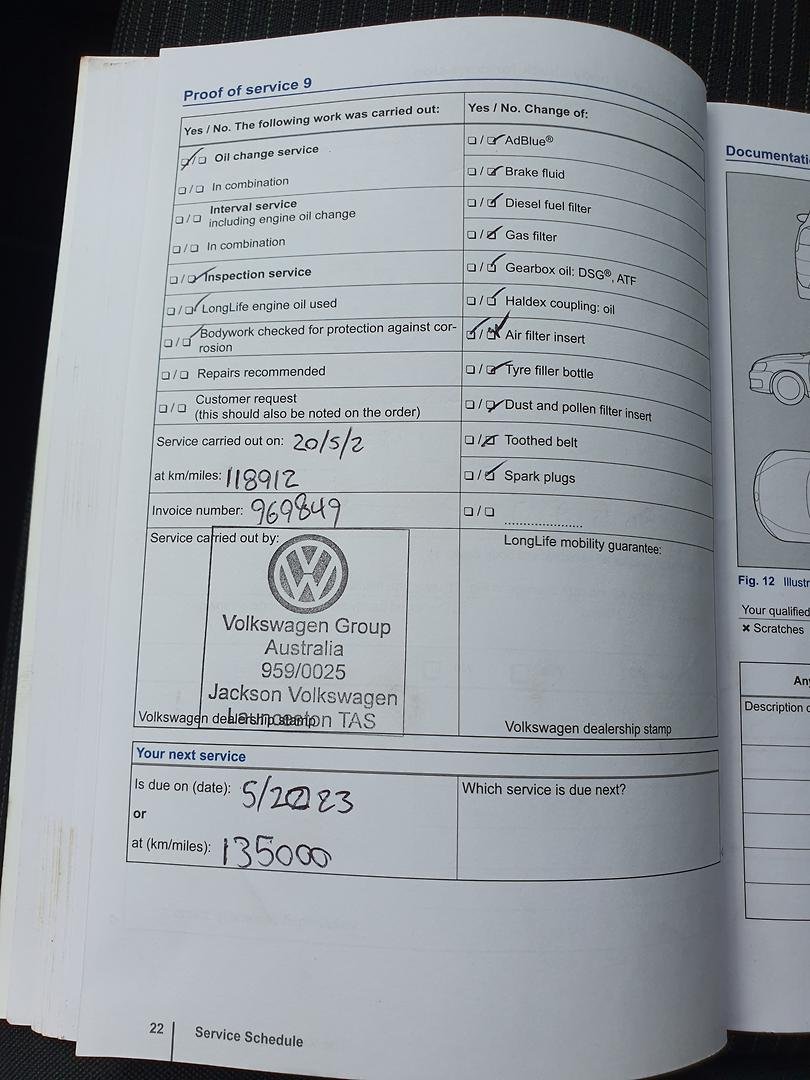 Proof of service 9
Yes / No. The following work was carried out:
❏ / ❏ Oil change service
❏ / ❏ In combination
❏ / ❏ Interval service
including engine oil change
❏ / ❏ In combination
❏ / ❏ Inspection service
❏ / ❏ LongLife engine oil used
❏ / ❏ Bodywork checked for protection against cor-
rosion
❏ / ❏ Repairs recommended
❏ / ❏ Customer request
(this should also be noted on the order)
Service carried out on: 20/5/2
at km/miles: 118912
Invoice number: 969849
Service carried out by:
Volkswagen Group
Australia
959/0025
Jackson Volkswagen
Launceston TAS
Volkswagen dealership stamp
Yes / No. Change of:
❏ / ❏ AdBlue®
❏ / ❏ Brake fluid
❏ / ❏ Diesel fuel filter
❏ / ❏ Gas filter
❏ / ❏ Gearbox oil: DSG®, ATF
❏ / ❏ Haldex coupling: oil
❏ / ❏ Air filter insert
❏ / ❏ Tyre filler bottle
❏ / ❏ Dust and pollen filter insert
❏ / ❏ Toothed belt
❏ / ❏ Spark plugs
❏ / ❏ ......................
LongLife mobility guarantee:
Volkswagen dealership stamp
Your next service
Is due on (date): 5/2023
or
at (km/miles): 135000
Which service is due next?
22 Service Schedule
Documentati
Fig. 12 Illustr
Your qualified
✖ Scratches
Any
Description o